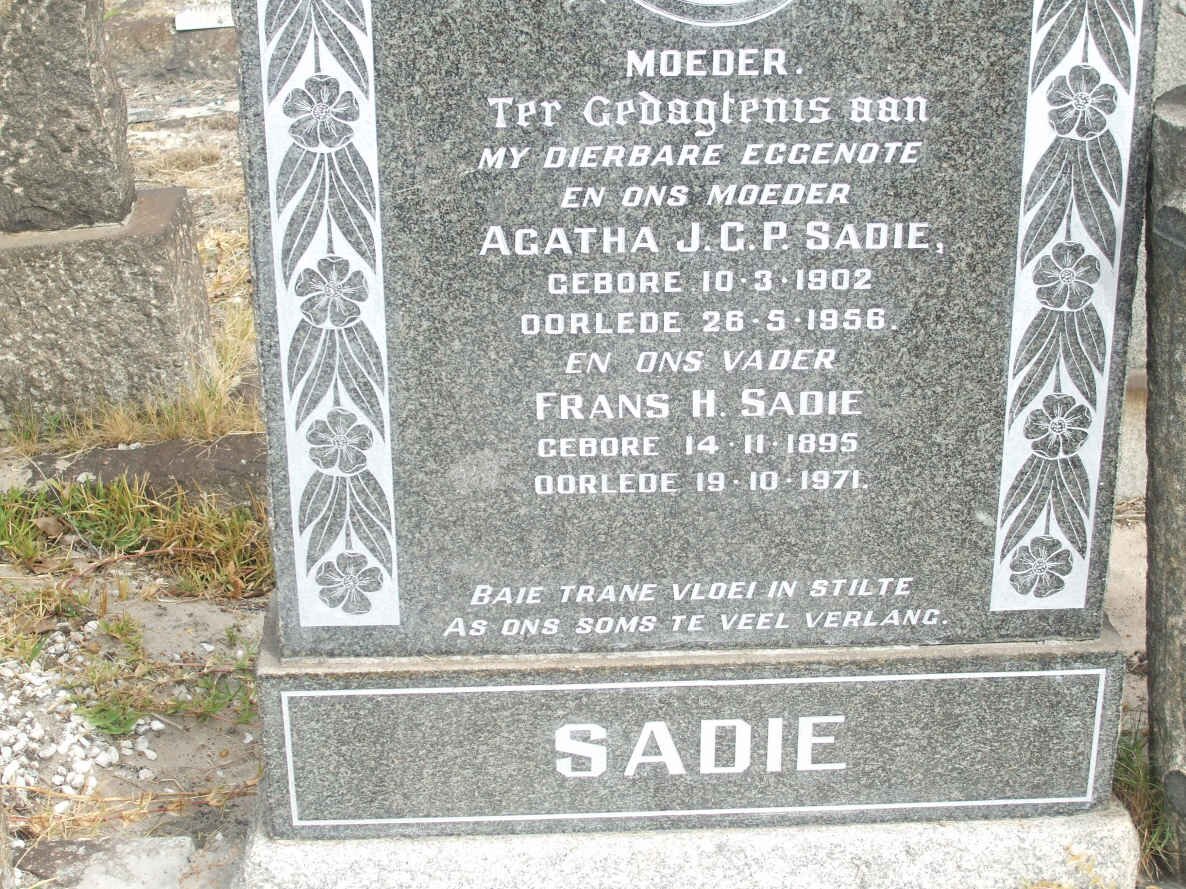 MOEDER.
Ter Gedagtenis aan
MY DIERBARE EGGENOTE
EN ONS MOEDER
AGATHA J.G.P. SADIE,
GEBORE 10·3·1902
OORLEDE 26·5·1956.
EN ONS VADER
FRANS H. SADIE
GEBORE 14·11·1895
OORLEDE 19·10·1971.
BAIE TRANE VLOEI IN STILTE
AS ONS SOMS TE VEEL VERLANG.
SADIE